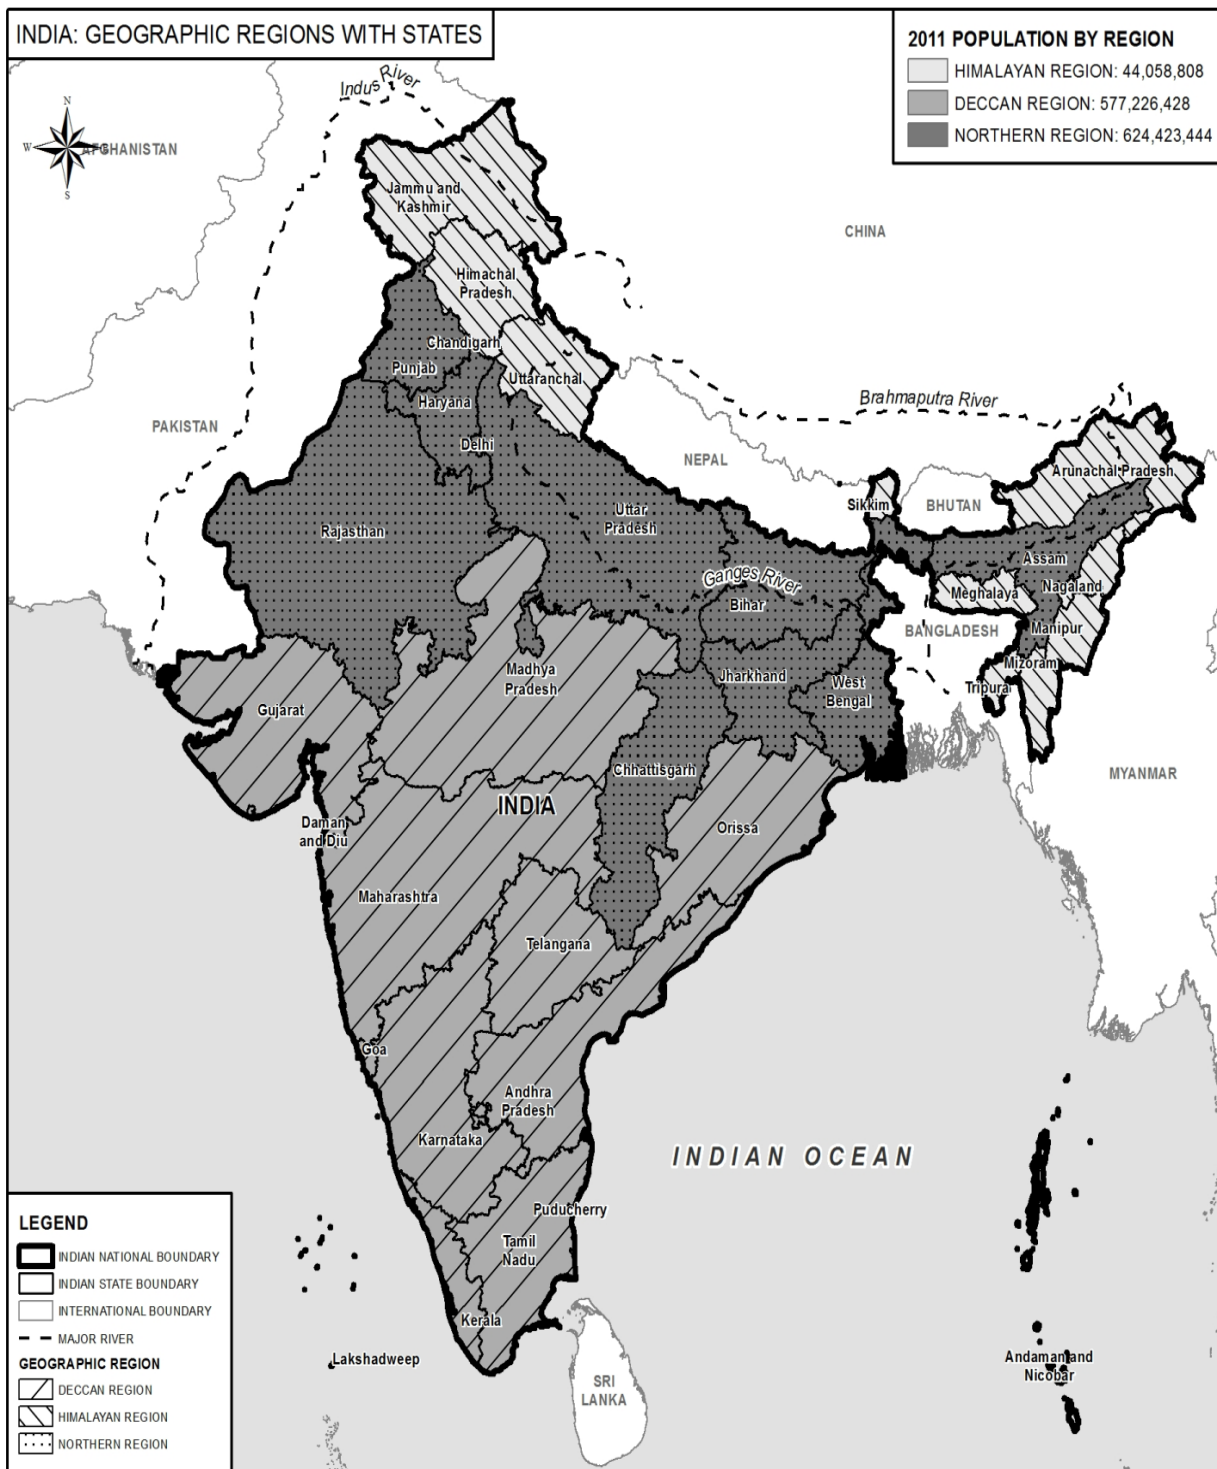 INDIA: GEOGRAPHIC REGIONS WITH STATES
2011 POPULATION BY REGION
HIMALAYAN REGION: 44,058,808
DECCAN REGION: 577,226,428
NORTHERN REGION: 624,423,444
Indus River
N
W
S
AFGHANISTAN
Jammu and
Kashmir
CHINA
Himachal
Pradesh
Chandigarh
Punjab
Uttaranchal
Haryana
Brahmaputra River
PAKISTAN
Delhi
NEPAL
Arunachal Pradesh
Sikkim
BHUTAN
Uttar
Pradesh
Rajasthan
Assam
Ganges River
Nagaland
Meghalaya
Bihar
BANGLADESH
Manipur
Mizoram
Madhya
Pradesh
Jharkhand
West
Bengal
Tripura
Gujarat
Chhattisgarh
MYANMAR
INDIA
Daman
and Diu
Orissa
Maharashtra
Telangana
Goa
Andhra
Pradesh
Karnataka
INDIAN OCEAN
Puducherry
Tamil
Nadu
Kerala
Lakshadweep
Andaman and
Nicobar
SRI
LANKA
LEGEND
INDIAN NATIONAL BOUNDARY
INDIAN STATE BOUNDARY
INTERNATIONAL BOUNDARY
MAJOR RIVER
GEOGRAPHIC REGION
DECCAN REGION
HIMALAYAN REGION
NORTHERN REGION